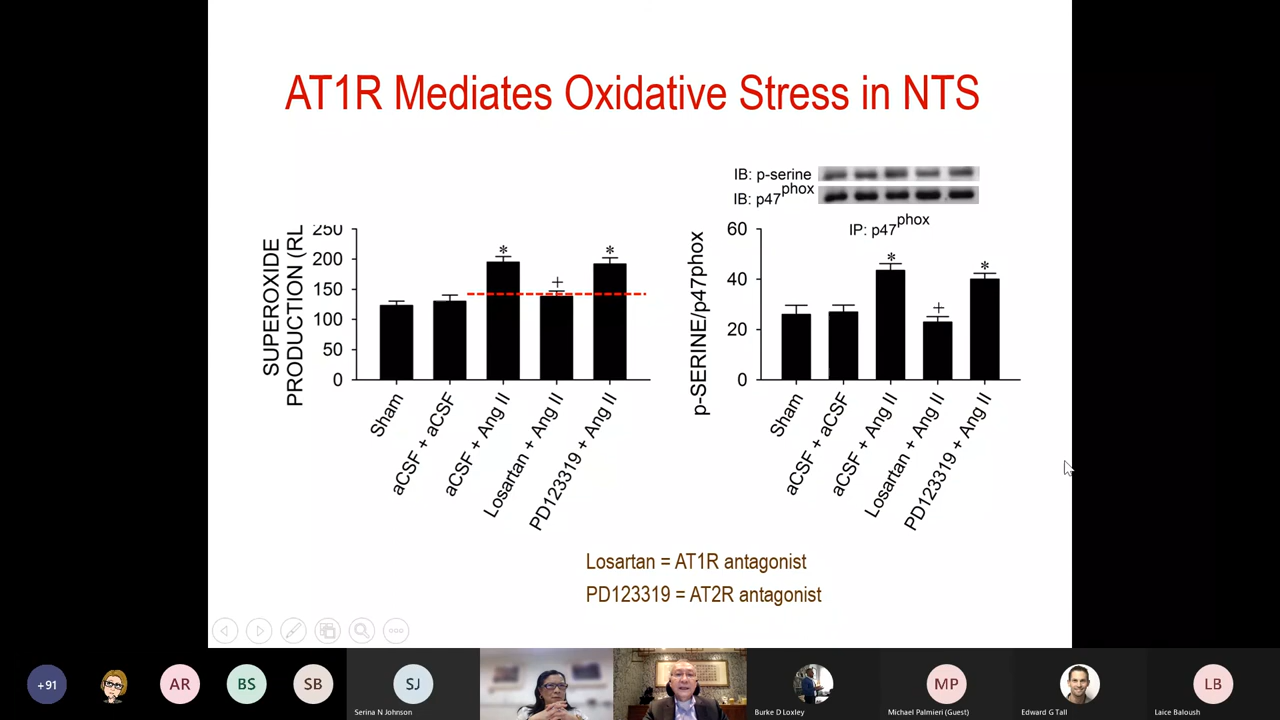 AT1R Mediates Oxidative Stress in NTS
IB: p-serine
IB: p47phox
IP: p47phox
SUPEROXIDE
PRODUCTION (RL
250
200
150
100
50
0
Sham
aCSF + aCSF
aCSF + Ang II
Losartan + Ang II
PD123319 + Ang II
*
+
*
p-SERINE/p47phox
60
40
20
0
Sham
aCSF + aCSF
aCSF + Ang II
Losartan + Ang II
PD123319 + Ang II
*
+
*
Losartan = AT1R antagonist
PD123319 = AT2R antagonist
+91
AR
BS
SB
SJ
Serina N Johnson
Burke D Loxley
MP
Michael Palmieri (Guest)
Edward G Tall
LB
Laice Baloush